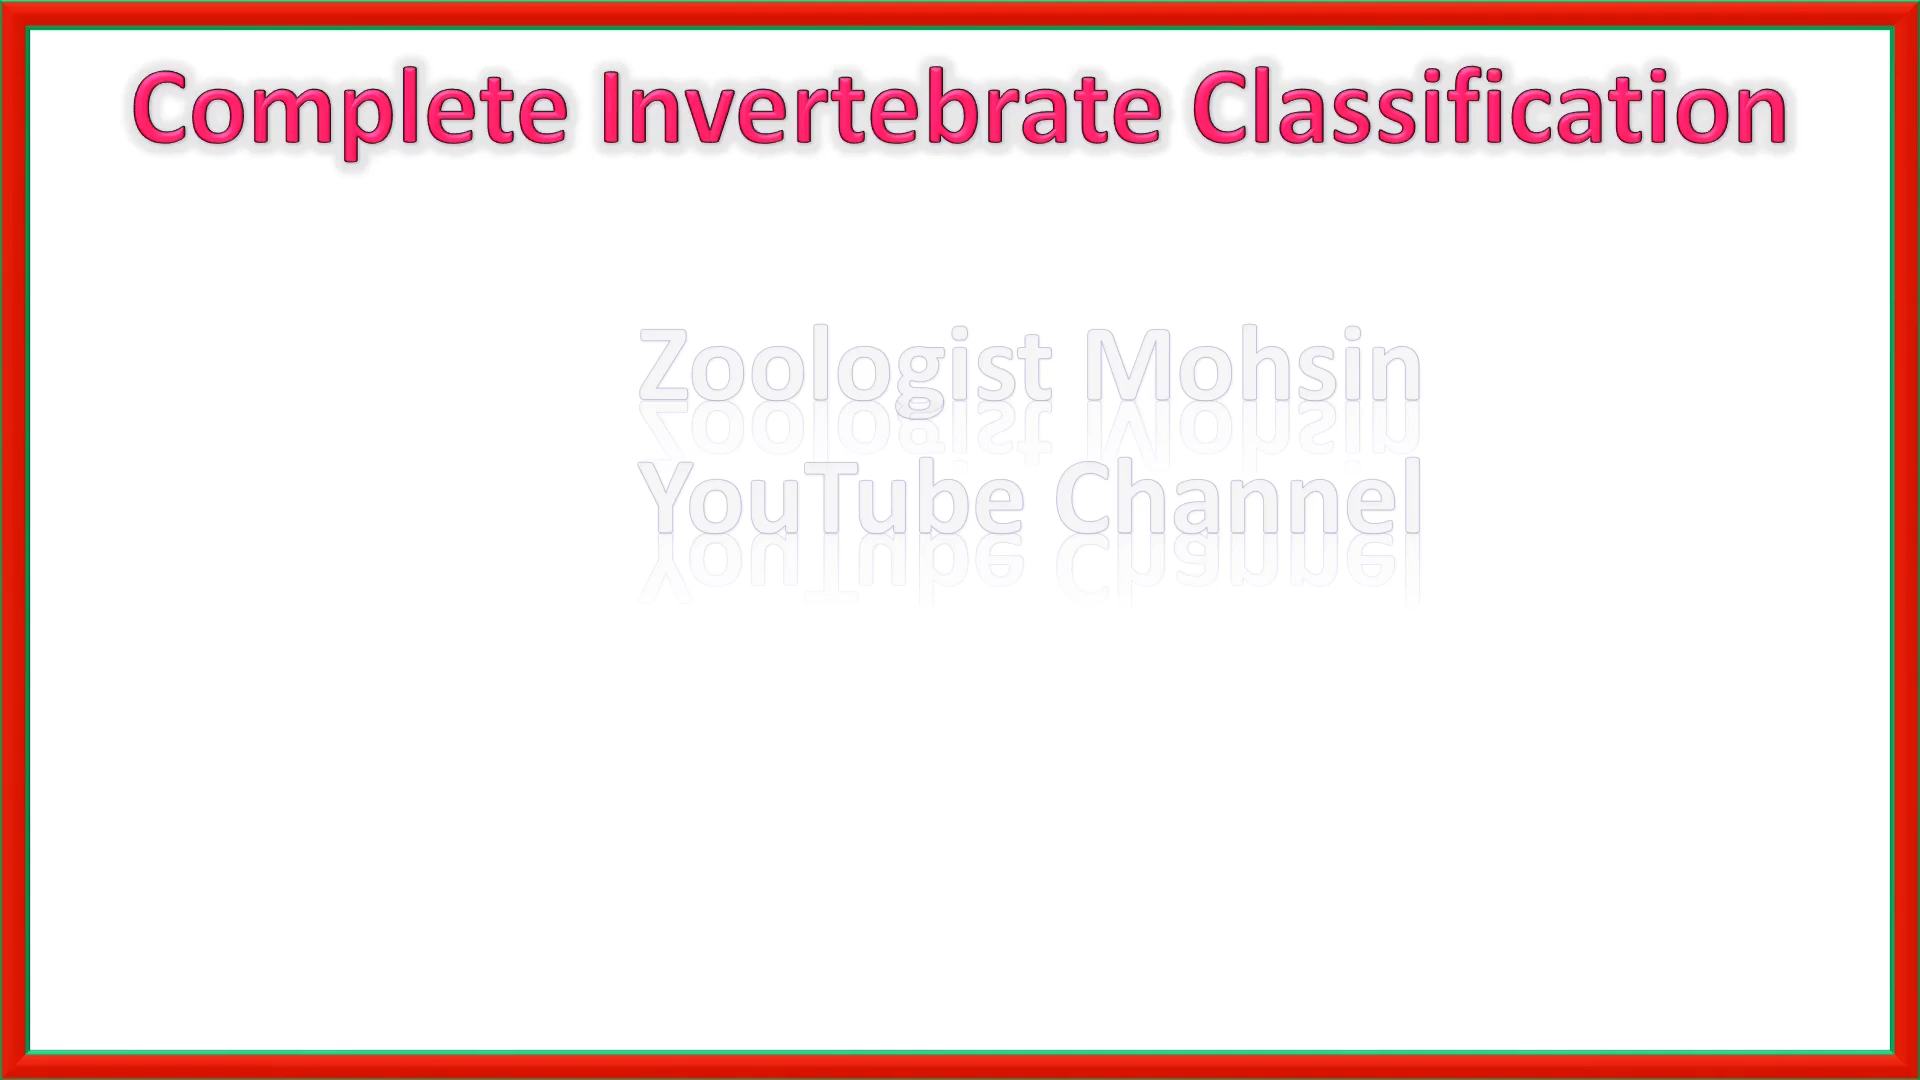 Complete Invertebrate Classification
Zoologist Mohsin
YouTube Channel